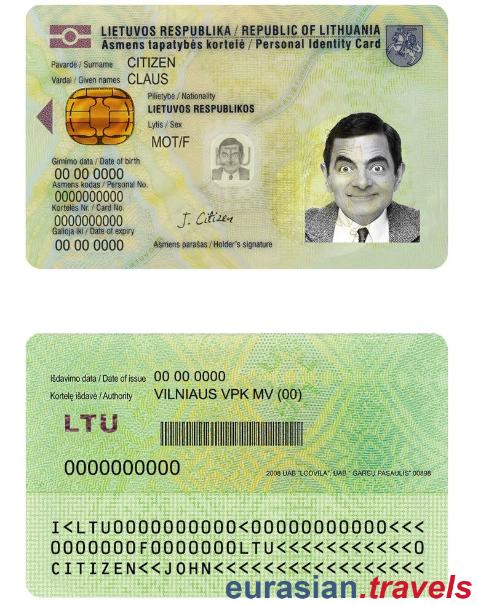 LIETUVOS RESPUBLIKA / REPUBLIC OF LITHUANIA
Asmens tapatybės kortelė / Personal Identity Card
Pavardė / Surname CITIZEN
Vardai / Given names CLAUS
Pilietybė / Nationality
LIETUVOS RESPUBLIKOS
Lytis / Sex
MOT/F
Gimimo data / Date of birth
00 00 0000
Asmens kodas / Personal No.
0000000000
Kortelės Nr. / Card No.
0000000000
Galioja iki / Date of expiry
00 00 0000
J. Citizen
Asmens parašas / Holder's signature
Išdavimo data / Date of issue 00 00 0000
Kortelę išdavė / Authority VILNIAUS VPK MV (00)
LTU
0000000000
2008 UAB "LODVILA", UAB " GARSŲ PASAULIS" 00898
I<LTU0000000000<00000000000<<<
0000000F0000000LTU<<<<<<<<<<<0
CITIZEN<<JOHN<<<<<<<<<<<<<<<<<
eurasian.travels